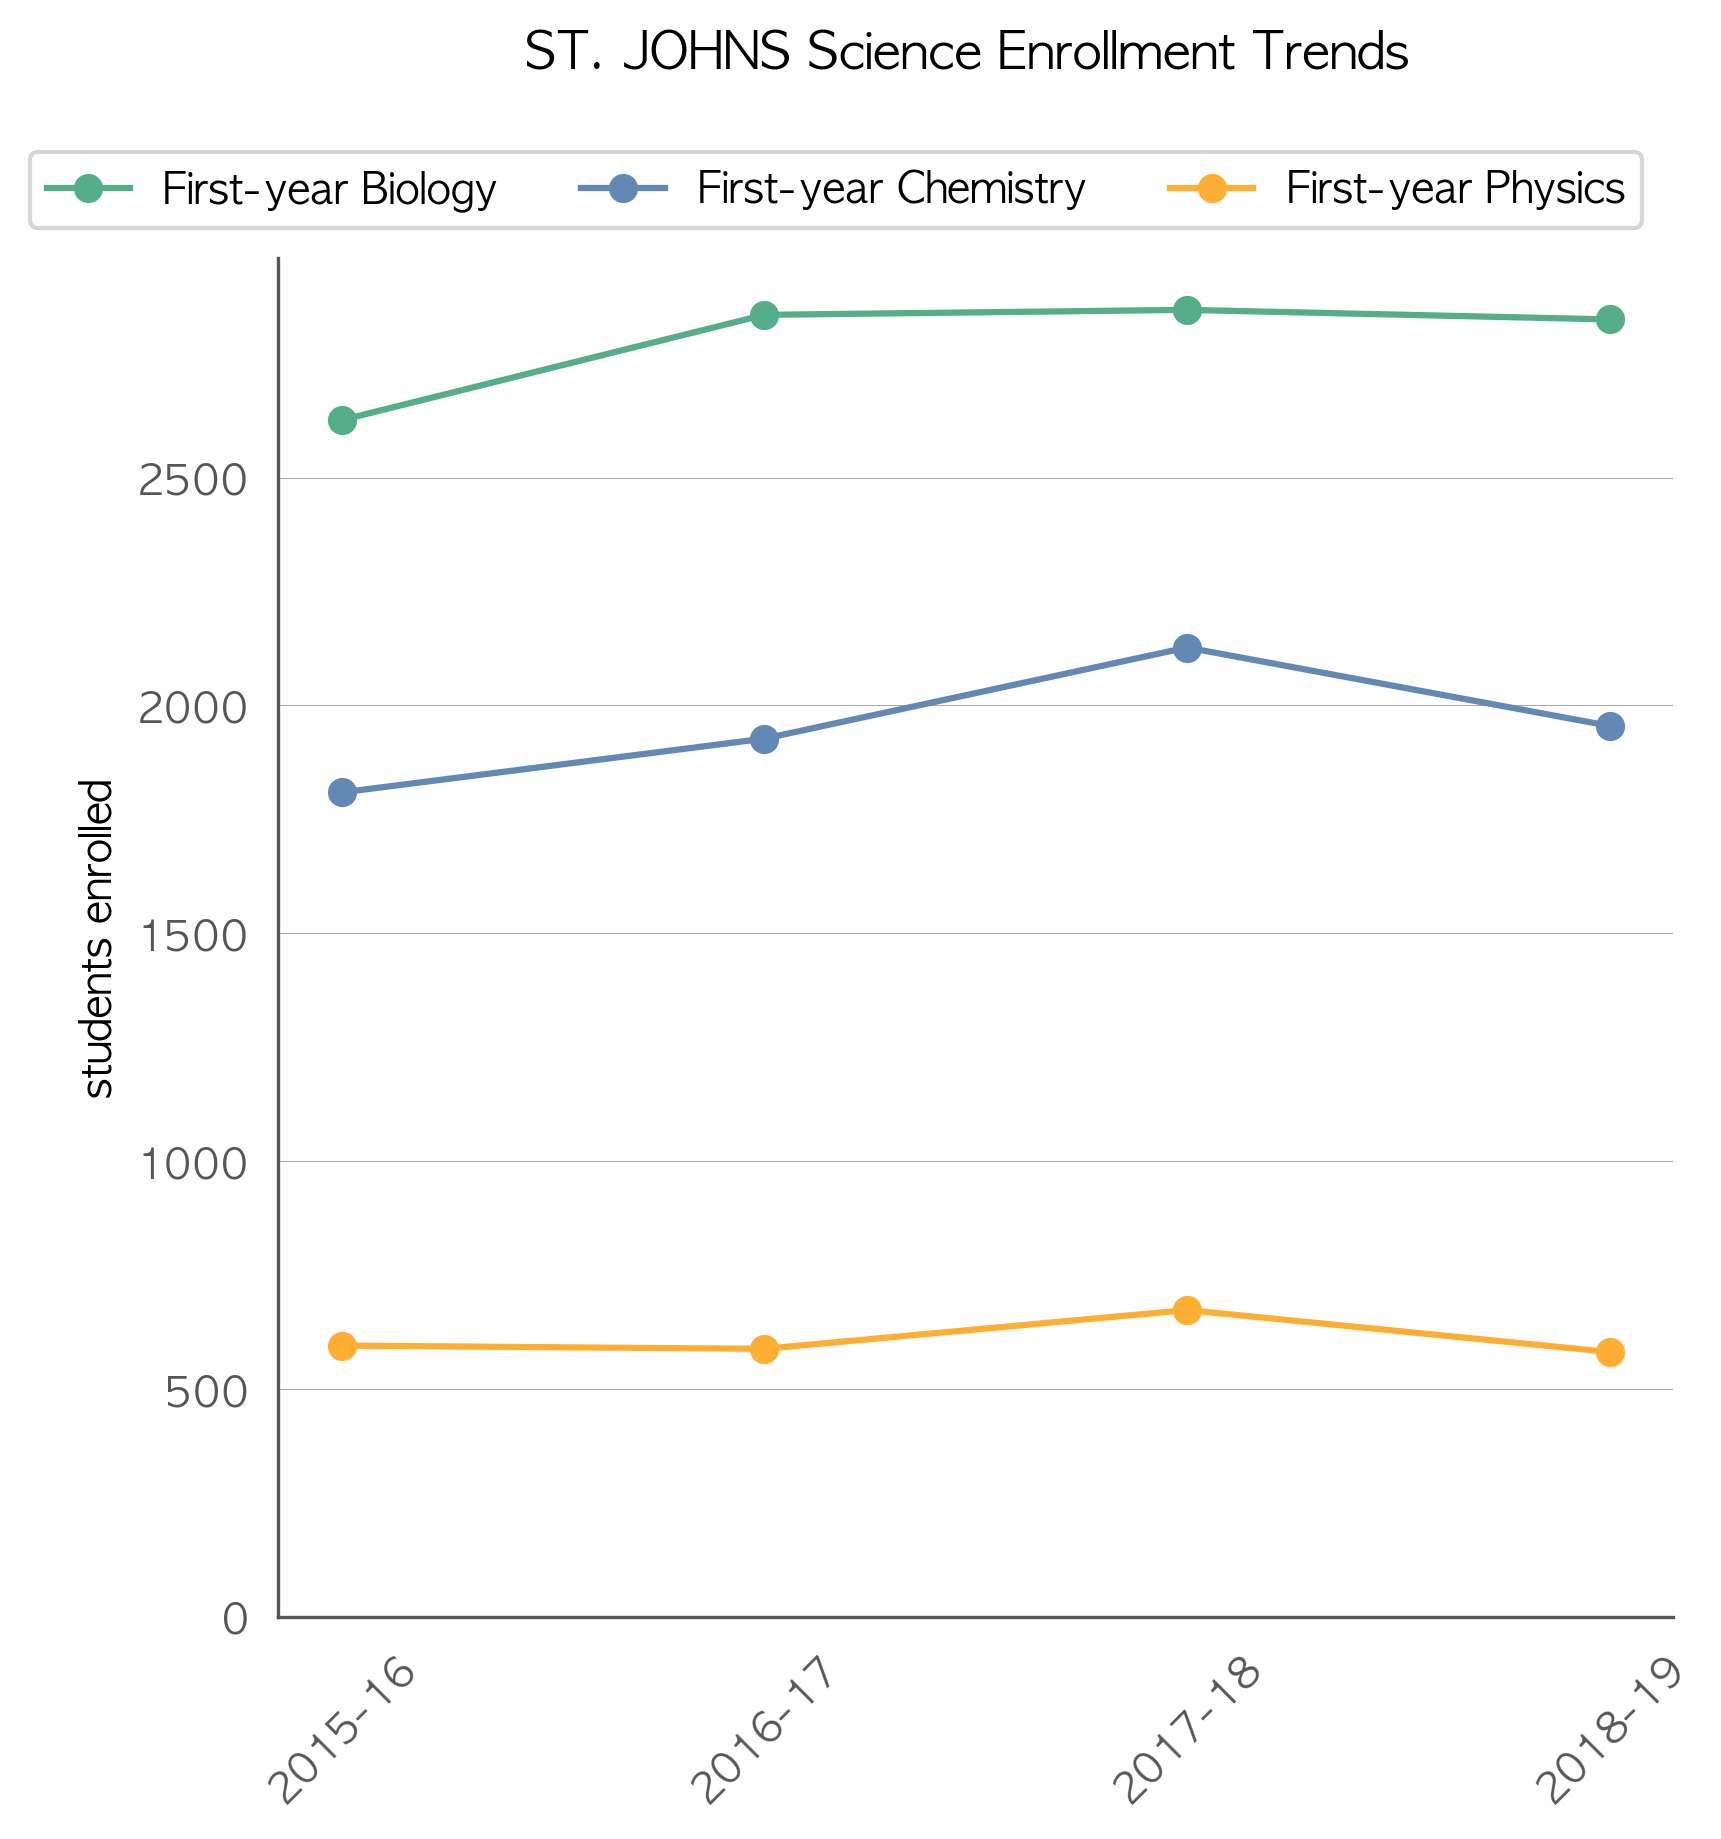 ST. JOHNS Science Enrollment Trends
First-year Biology First-year Chemistry First-year Physics
2500
2000
1500
1000
500
0
students enrolled
2015-16 2016-17 2017-18 2018-19